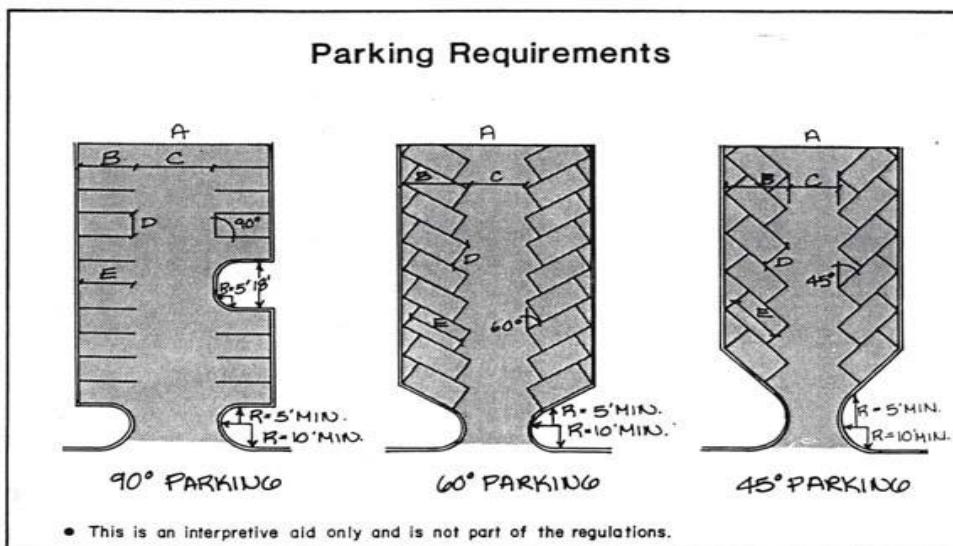 Parking Requirements
A
B
C
D
90°
E
R=5'
18'
R=5'MIN.
R=10'MIN.
90° PARKING
A
B
C
D
E
60°
R=5'MIN.
R=10'MIN.
60° PARKING
A
B
C
D
45°
E
R=5'MIN.
R=10'MIN.
45° PARKING
• This is an interpretive aid only and is not part of the regulations.